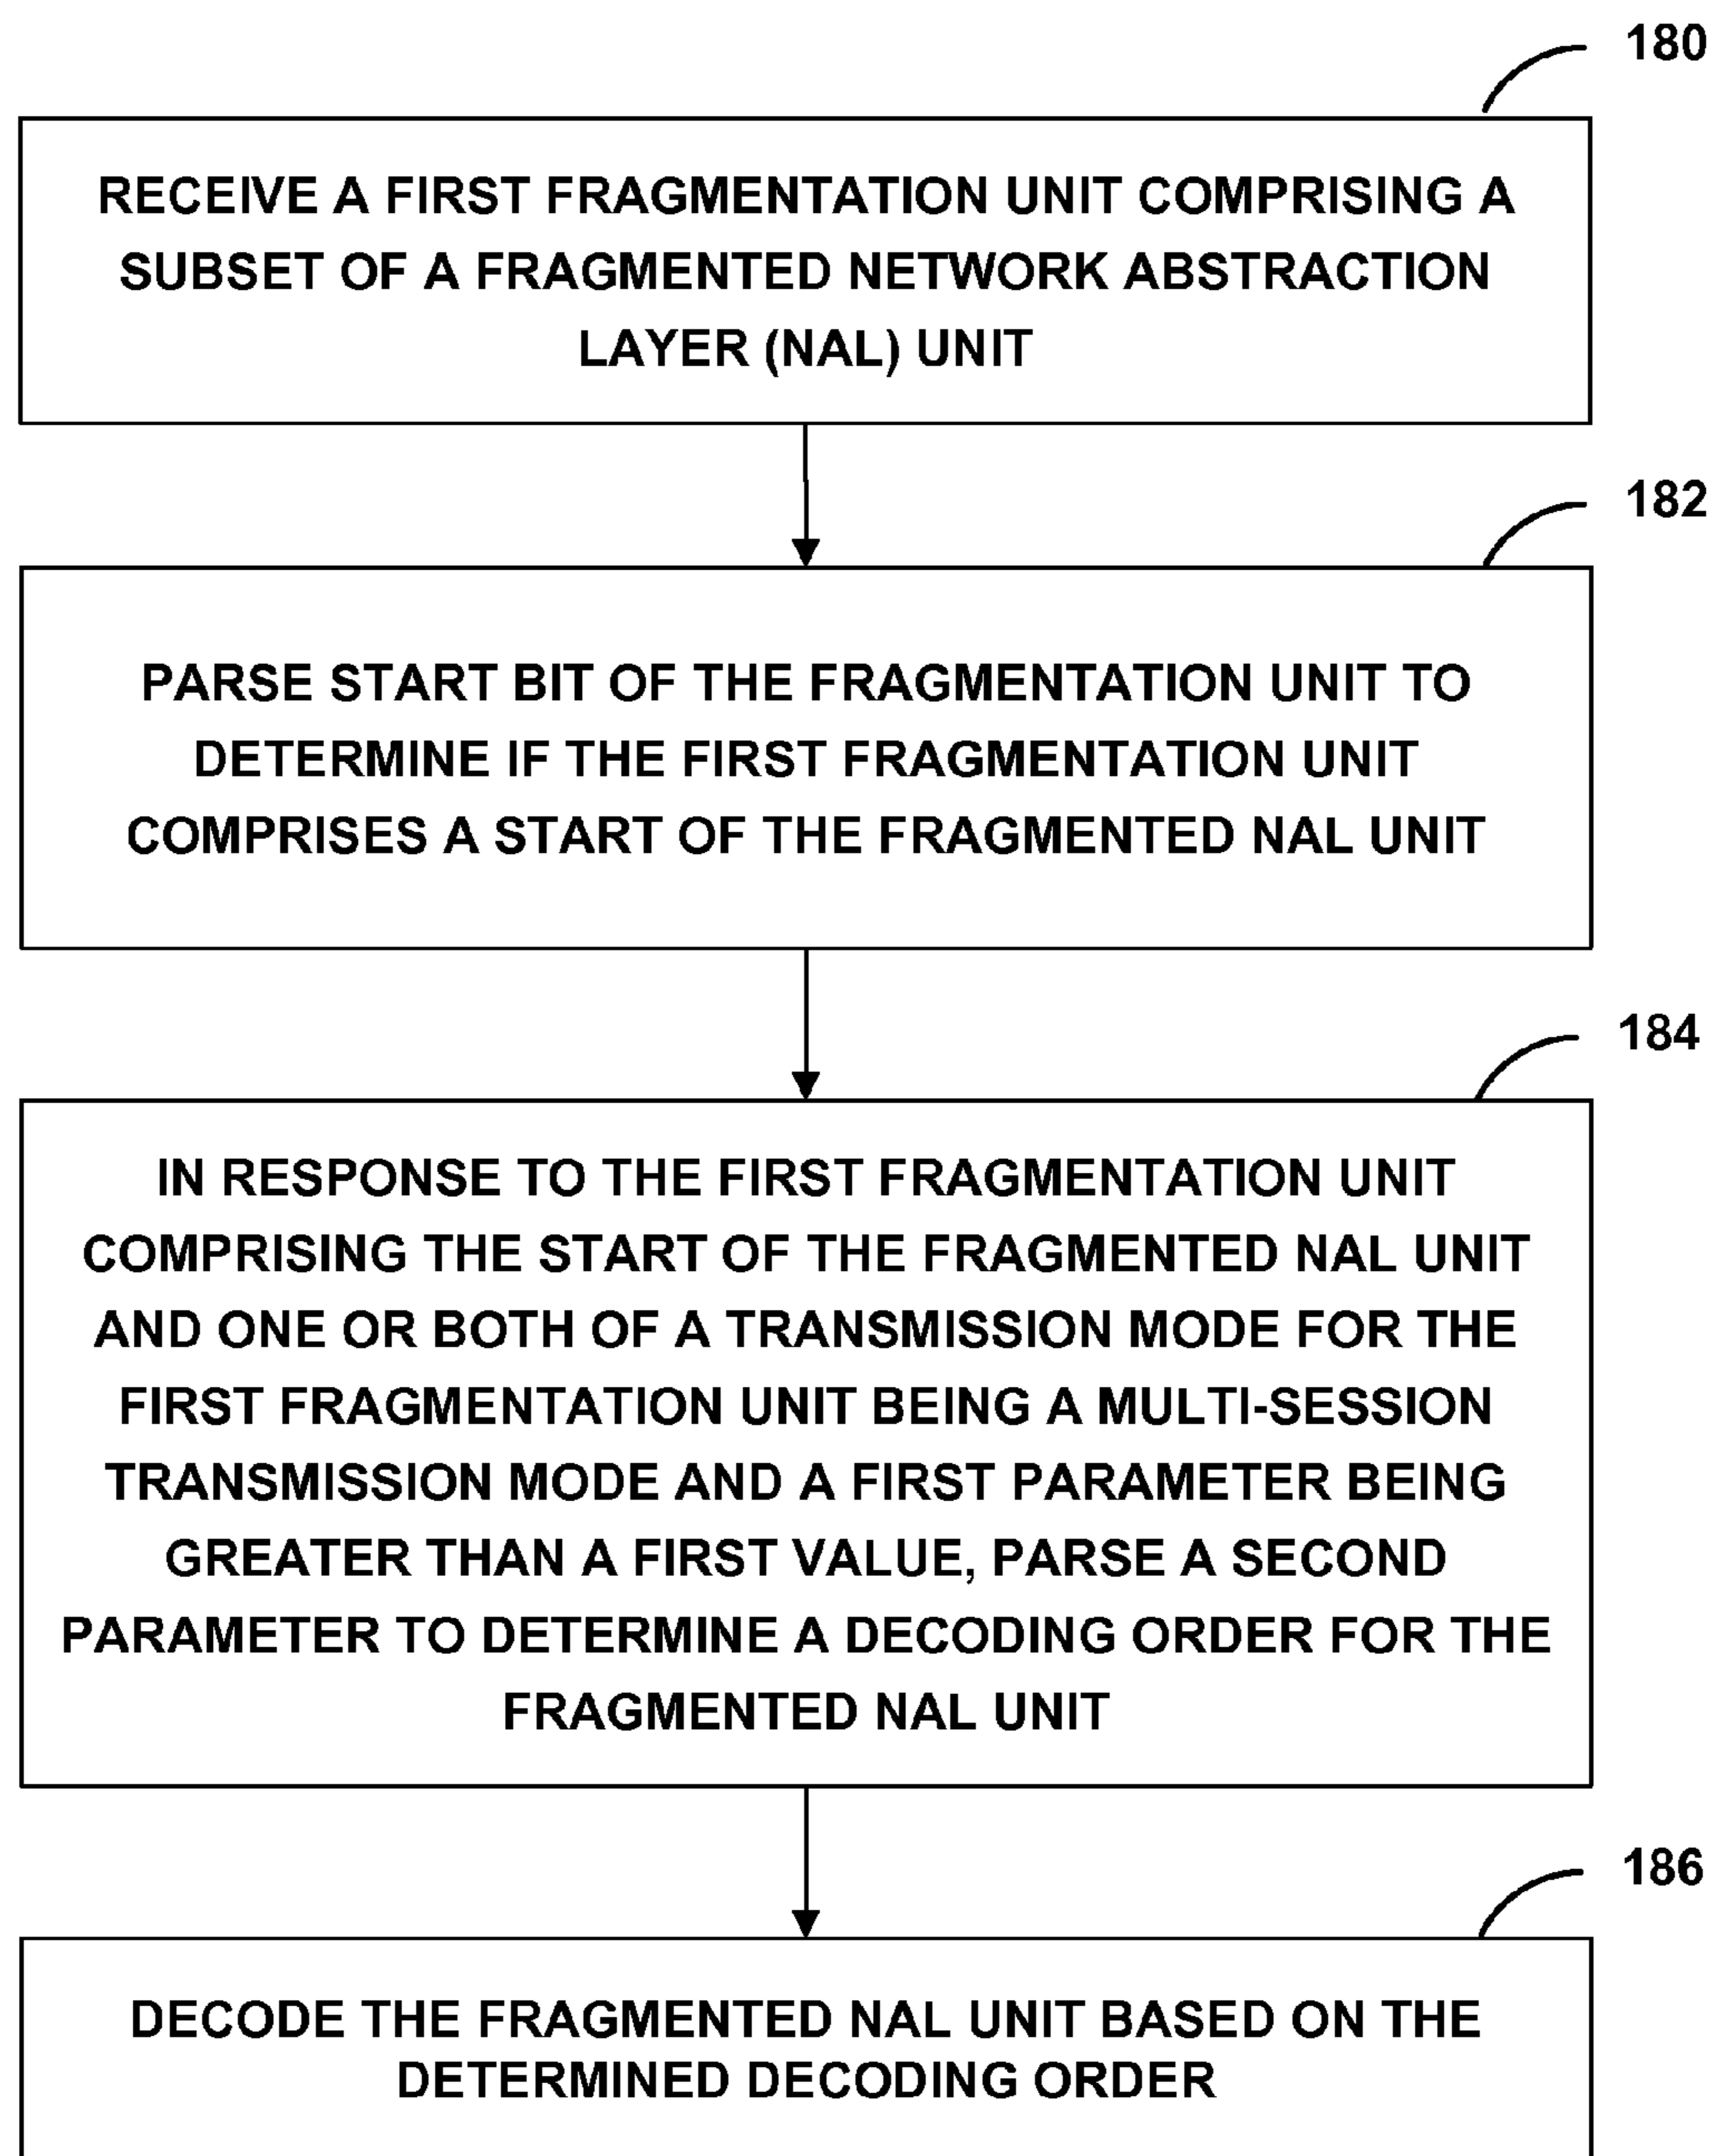 180
RECEIVE A FIRST FRAGMENTATION UNIT COMPRISING A
SUBSET OF A FRAGMENTED NETWORK ABSTRACTION
LAYER (NAL) UNIT
182
PARSE START BIT OF THE FRAGMENTATION UNIT TO
DETERMINE IF THE FIRST FRAGMENTATION UNIT
COMPRISES A START OF THE FRAGMENTED NAL UNIT
184
IN RESPONSE TO THE FIRST FRAGMENTATION UNIT
COMPRISING THE START OF THE FRAGMENTED NAL UNIT
AND ONE OR BOTH OF A TRANSMISSION MODE FOR THE
FIRST FRAGMENTATION UNIT BEING A MULTI-SESSION
TRANSMISSION MODE AND A FIRST PARAMETER BEING
GREATER THAN A FIRST VALUE, PARSE A SECOND
PARAMETER TO DETERMINE A DECODING ORDER FOR THE
FRAGMENTED NAL UNIT
186
DECODE THE FRAGMENTED NAL UNIT BASED ON THE
DETERMINED DECODING ORDER